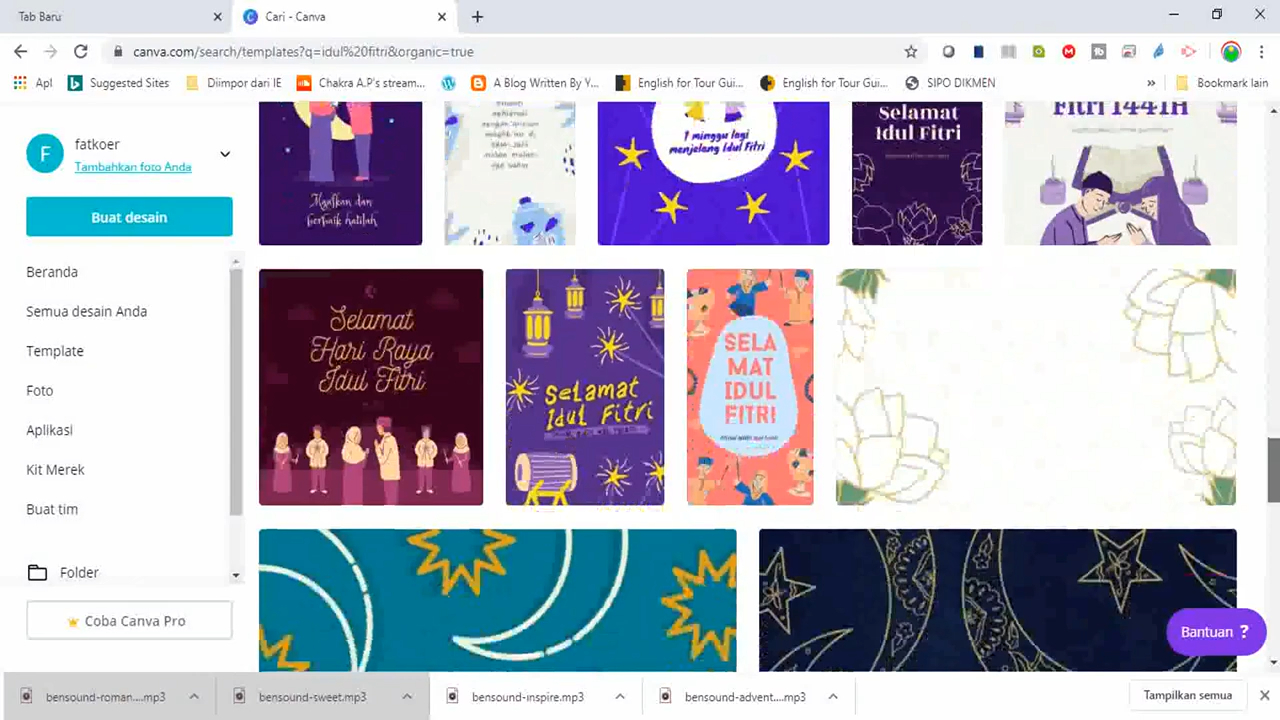 Tab Baru
Cari - Canva
canva.com/search/templates?q=idul%20fitri&organic=true
Apl
Suggested Sites
Diimpor dari IE
Chakra A.P's stream...
A Blog Written By Y...
English for Tour Gui...
English for Tour Gui...
SIPO DIKMEN
»
Bookmark lain
F
fatkoer
Tambahkan foto Anda
Buat desain
Beranda
Semua desain Anda
Template
Foto
Aplikasi
Kit Merek
Buat tim
Folder
Coba Canva Pro
Maafkan dan
berbaik hatilah
1 minggu lagi
menjelang Idul Fitri
Selamat
Idul Fitri
Fitri 1441H
Selamat
Hari Raya
Idul Fitri
Selamat
Idul Fitri
SELA
MAT
IDUL
FITRI
Bantuan ?
bensound-roman....mp3
bensound-sweet.mp3
bensound-inspire.mp3
bensound-advent....mp3
Tampilkan semua